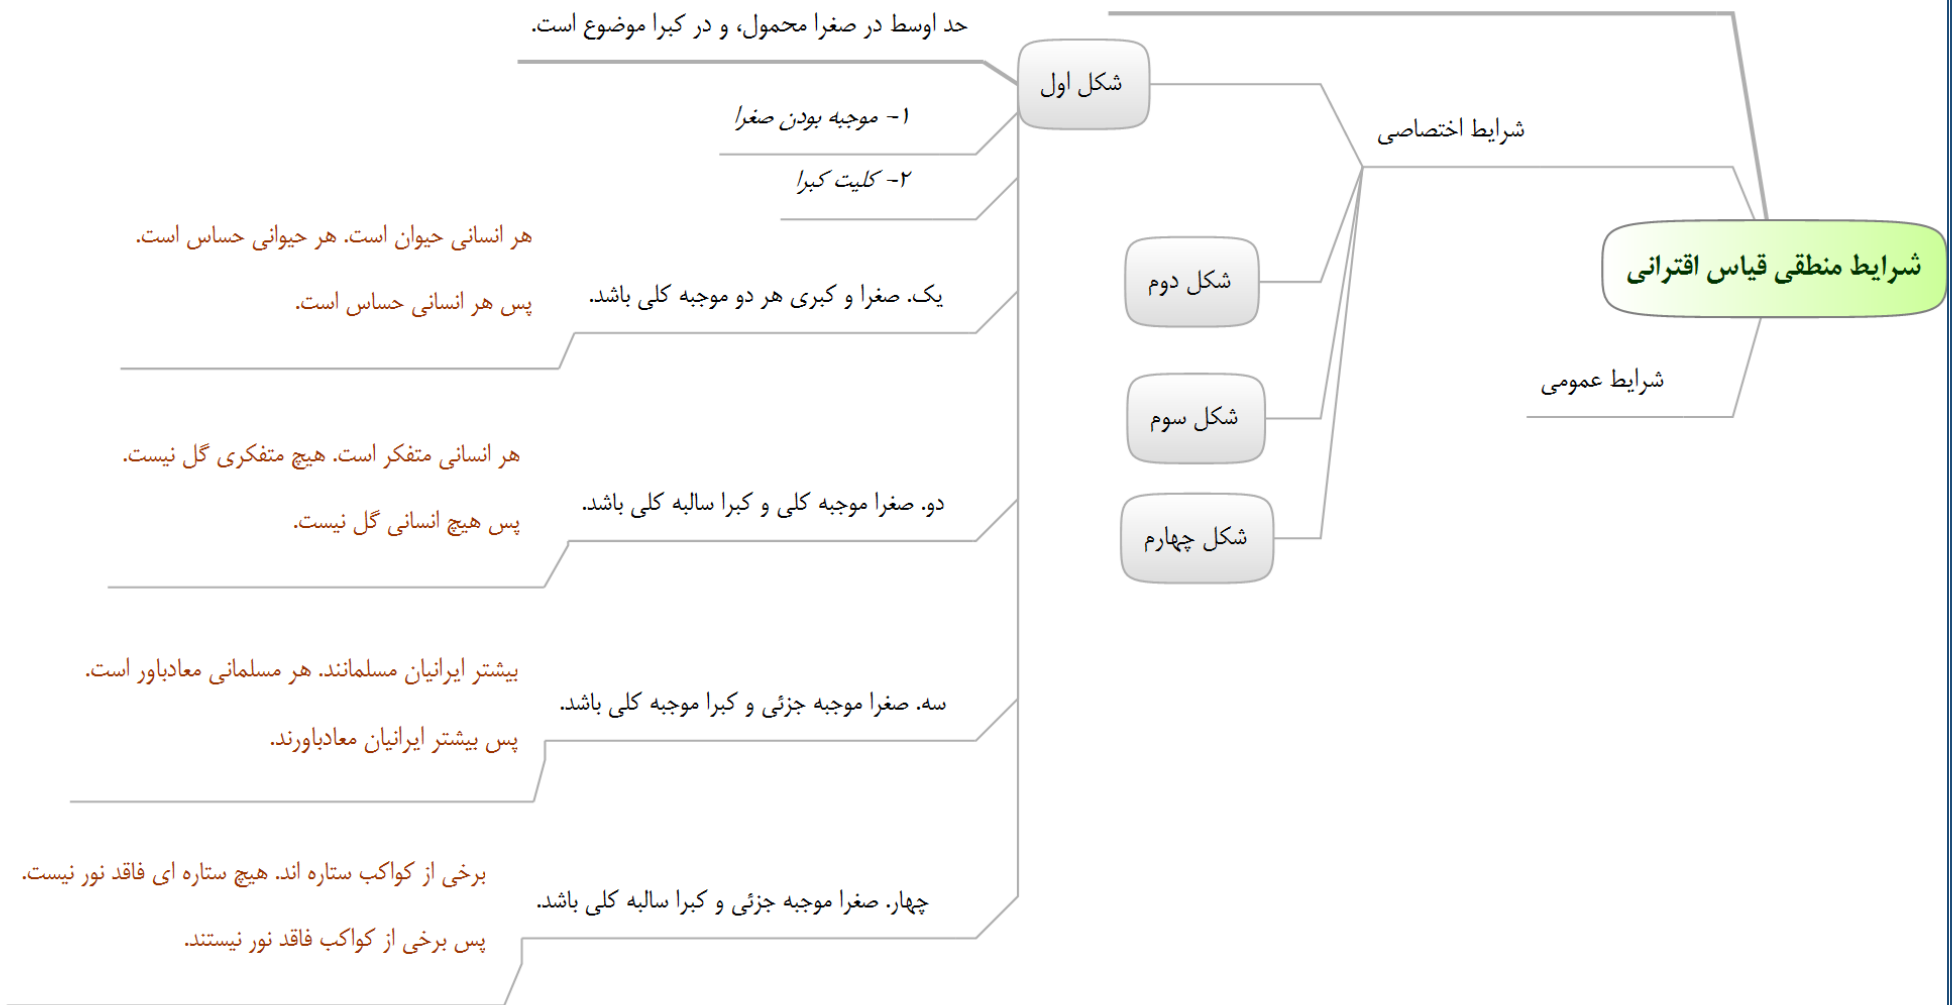 شرایط منطقی قیاس اقترانی
شرایط اختصاصی
شکل اول
حد اوسط در صغرا محمول، و در کبرا موضوع است.
۱- موجبه بودن صغرا
۲- کلیت کبرا
یک. صغرا و کبری هر دو موجبه کلی باشد.
هر انسانی حیوان است. هر حیوانی حساس است.
پس هر انسانی حساس است.
دو. صغرا موجبه کلی و کبرا سالبه کلی باشد.
هر انسانی متفکر است. هیچ متفکری گل نیست.
پس هیچ انسانی گل نیست.
سه. صغرا موجبه جزئی و کبرا موجبه کلی باشد.
بیشتر ایرانیان مسلمانند. هر مسلمانی معادباور است.
پس بیشتر ایرانیان معادباورند.
چهار. صغرا موجبه جزئی و کبرا سالبه کلی باشد.
برخی از کواکب ستاره اند. هیچ ستاره ای فاقد نور نیست.
پس برخی از کواکب فاقد نور نیستند.
شکل دوم
شکل سوم
شکل چهارم
شرایط عمومی